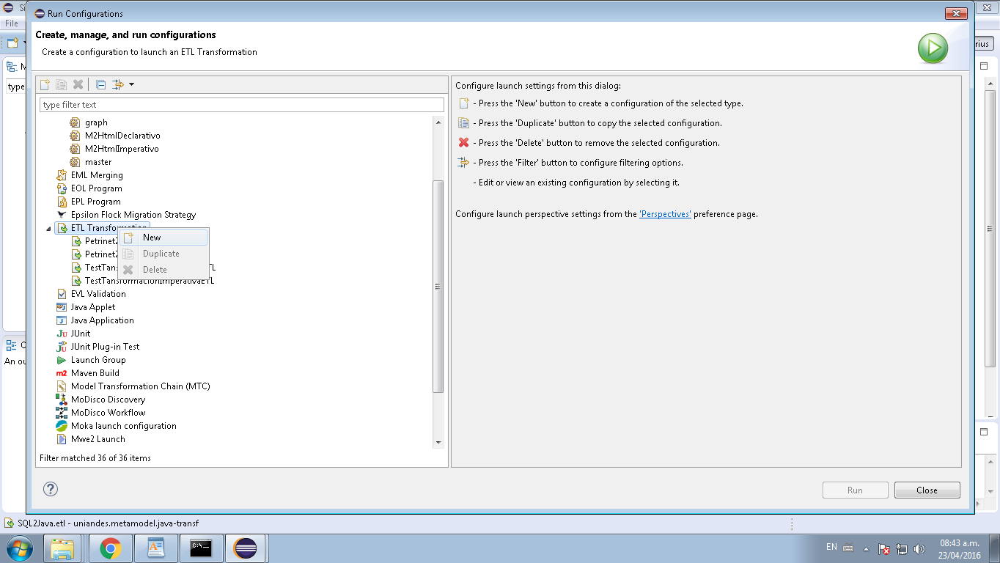 Run Configurations
Si
File
Create, manage, and run configurations
Create a configuration to launch an ETL Transformation
rius
M
type
type filter text
graph
M2HtmlDeclarativo
M2HtmlImperativo
master
EML Merging
EOL Program
EPL Program
Epsilon Flock Migration Strategy
ETL Transformation
New
Petrinet2
Duplicate
Petrinet2
TestTans
TL
Delete
TestTansformacionImperativaETL
EVL Validation
Java Applet
Java Application
JUnit
JUnit Plug-in Test
Launch Group
m2 Maven Build
Model Transformation Chain (MTC)
MoDisco Discovery
MoDisco Workflow
Moka launch configuration
Mwe2 Launch
Filter matched 36 of 36 items
Configure launch settings from this dialog:
- Press the 'New' button to create a configuration of the selected type.
- Press the 'Duplicate' button to copy the selected configuration.
- Press the 'Delete' button to remove the selected configuration.
- Press the 'Filter' button to configure filtering options.
- Edit or view an existing configuration by selecting it.
Configure launch perspective settings from the 'Perspectives' preference page.
O
An ou
Run
Close
SQL2Java.etl - uniandes.metamodel.java-transf
EN
08:43 a.m.
23/04/2016